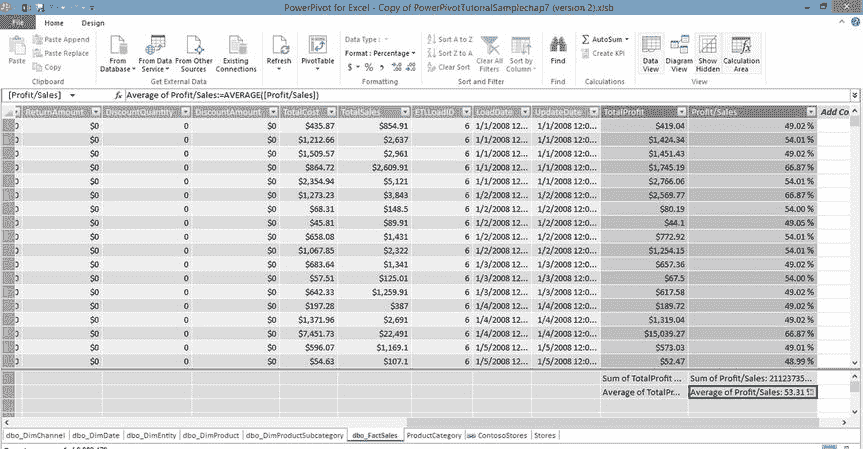 PowerPivot for Excel - Copy of PowerPivotTutorialSamplechap7 (version 2).xlsb
File Home Design
Paste Paste Append Paste Replace Copy Clipboard
From Database From Data Service From Other Sources Existing Connections Get External Data
Refresh PivotTable
Data Type : Format : Percentage $ % Formatting
Sort A to Z Sort Z to A Clear Sort Clear All Filters Sort by Column Sort and Filter
Find Find
AutoSum Create KPI Calculations
Data View Diagram View Show Hidden Calculation Area View
[Profit/Sales] fx Average of Profit/Sales:=AVERAGE([Profit/Sales])
ReturnAmount DiscountQuantity DiscountAmount TotalCost TotalSales ETLLoadID LoadDate UpdateDate TotalProfit Profit/Sales Add Co
$0 0 $0 $435.87 $854.91 6 1/1/2008 12... 1/1/2008 12:0... $419.04 49.02 %
$0 0 $0 $1,212.66 $2,637 6 1/1/2008 12... 1/1/2008 12:0... $1,424.34 54.01 %
$0 0 $0 $1,509.57 $2,961 6 1/1/2008 12... 1/1/2008 12:0... $1,451.43 49.02 %
$0 0 $0 $864.72 $2,609.91 6 1/1/2008 12... 1/1/2008 12:0... $1,745.19 66.87 %
$0 0 $0 $2,354.94 $5,121 6 1/2/2008 12... 1/2/2008 12:0... $2,766.06 54.01 %
$0 0 $0 $1,273.23 $3,843 6 1/2/2008 12... 1/2/2008 12:0... $2,569.77 66.87 %
$0 0 $0 $68.31 $148.5 6 1/2/2008 12... 1/2/2008 12:0... $80.19 54.00 %
$0 0 $0 $45.81 $89.91 6 1/2/2008 12... 1/2/2008 12:0... $44.1 49.05 %
$0 0 $0 $658.08 $1,431 6 1/2/2008 12... 1/2/2008 12:0... $772.92 54.01 %
$0 0 $0 $1,067.85 $2,322 6 1/2/2008 12... 1/2/2008 12:0... $1,254.15 54.01 %
$0 0 $0 $683.64 $1,341 6 1/3/2008 12... 1/3/2008 12:0... $657.36 49.02 %
$0 0 $0 $57.51 $125.01 6 1/3/2008 12... 1/3/2008 12:0... $67.5 54.00 %
$0 0 $0 $642.33 $1,259.91 6 1/3/2008 12... 1/3/2008 12:0... $617.58 49.02 %
$0 0 $0 $197.28 $387 6 1/4/2008 12... 1/4/2008 12:0... $189.72 49.02 %
$0 0 $0 $1,371.96 $2,691 6 1/4/2008 12... 1/4/2008 12:0... $1,319.04 49.02 %
$0 0 $0 $7,451.73 $22,491 6 1/5/2008 12... 1/5/2008 12:0... $15,039.27 66.87 %
$0 0 $0 $596.07 $1,169.1 6 1/5/2008 12... 1/5/2008 12:0... $573.03 49.01 %
$0 0 $0 $54.63 $107.1 6 1/5/2008 12... 1/5/2008 12:0... $52.47 48.99 %
Sum of TotalProfit ... Sum of Profit/Sales: 21123735...
Average of TotalPr... Average of Profit/Sales: 53.31
dbo_DimChannel dbo_DimDate dbo_DimEntity dbo_DimProduct dbo_DimProductSubcategory dbo_FactSales ProductCategory ContosoStores Stores